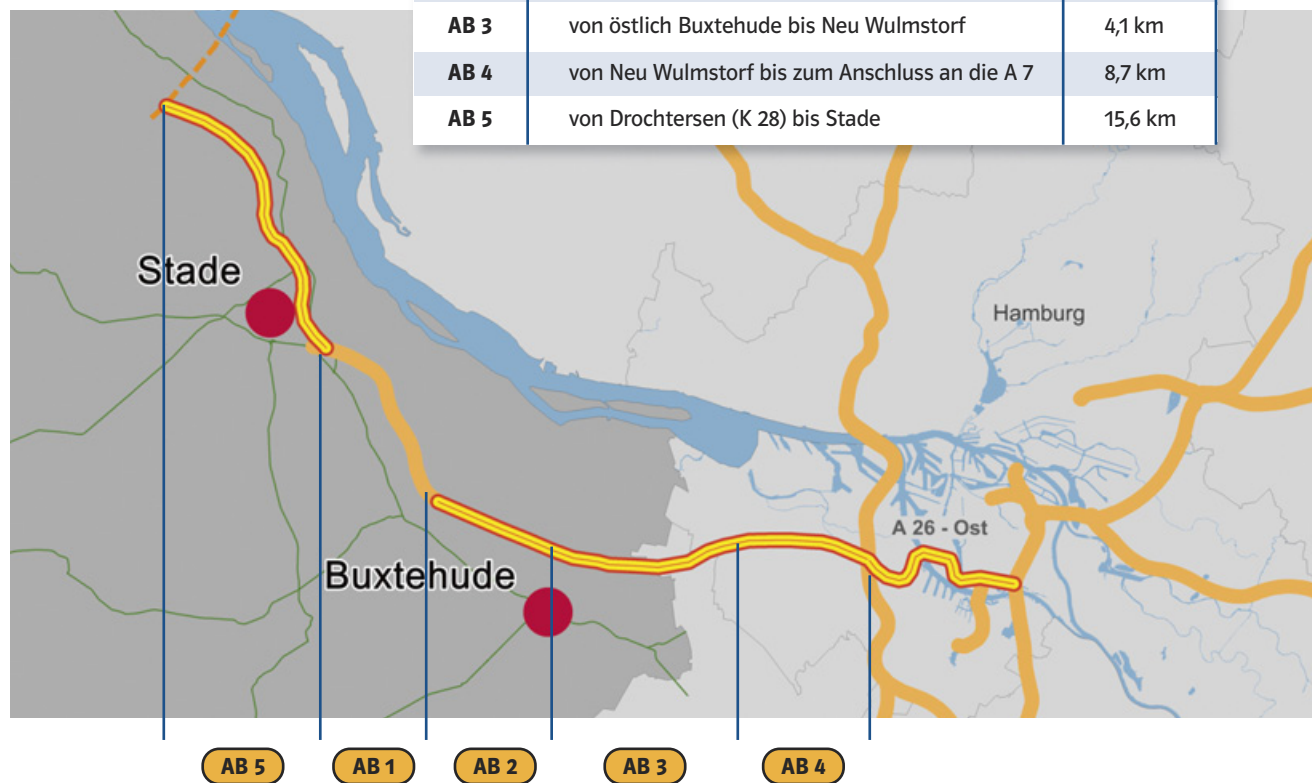 AB 3 von östlich Buxtehude bis Neu Wulmstorf 4,1 km
AB 4 von Neu Wulmstorf bis zum Anschluss an die A 7 8,7 km
AB 5 von Drochtersen (K 28) bis Stade 15,6 km
Stade
Hamburg
A 26 - Ost
Buxtehude
AB 5 AB 1 AB 2 AB 3 AB 4